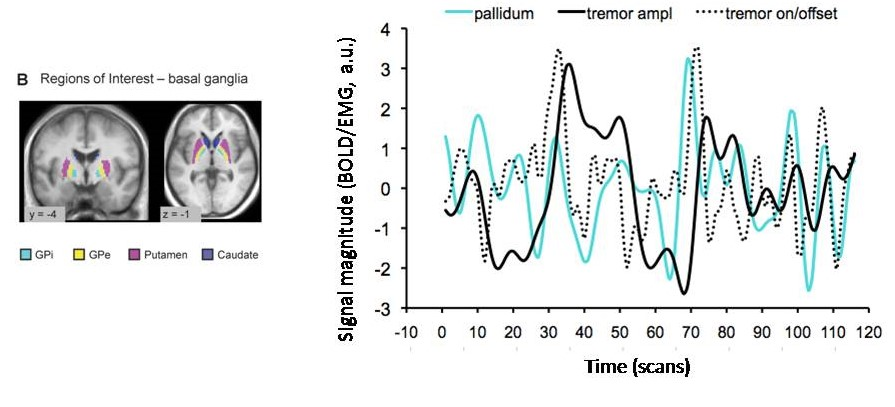 B Regions of Interest – basal ganglia
y = -4
z = -1
GPi GPe Putamen Caudate
pallidum tremor ampl tremor on/offset
Signal magnitude (BOLD/EMG, a.u.)
4
3
2
1
0
-1
-2
-3
-10 0 10 20 30 40 50 60 70 80 90 100 110 120
Time (scans)